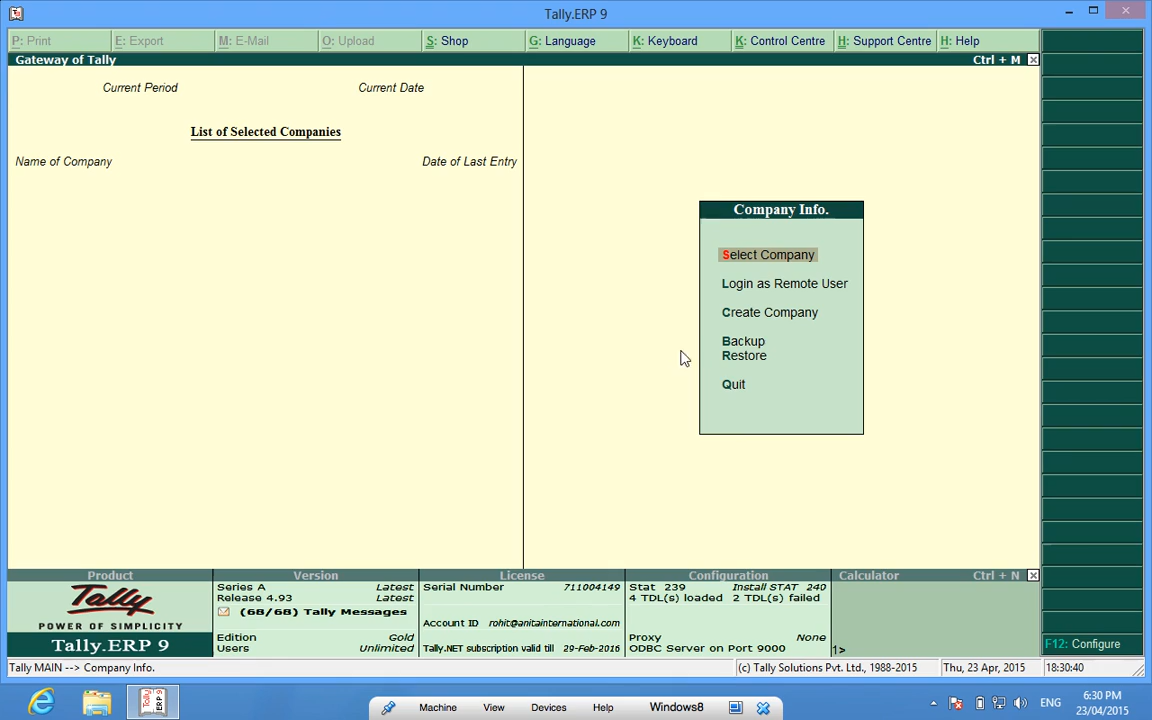 Tally.ERP 9
P: Print E: Export M: E-Mail O: Upload S: Shop G: Language K: Keyboard K: Control Centre H: Support Centre H: Help
Gateway of Tally Ctrl + M
Current Period Current Date
List of Selected Companies
Name of Company Date of Last Entry
Company Info.
Select Company
Login as Remote User
Create Company
Backup
Restore
Quit
Product Version License Configuration Calculator Ctrl + N
Tally
POWER OF SIMPLICITY
Tally.ERP 9
Series A Latest
Release 4.93 Latest
(68/68) Tally Messages
Edition Gold
Users Unlimited
Serial Number 711004149
Account ID rohit@anitainternational.com
Tally.NET subscription valid till 29-Feb-2016
Stat 239 Install STAT 240
4 TDL(s) loaded 2 TDL(s) failed
Proxy None
ODBC Server on Port 9000
1>
F12: Configure
Tally MAIN --> Company Info. (c) Tally Solutions Pvt. Ltd., 1988-2015 Thu, 23 Apr, 2015 18:30:40
Machine View Devices Help Windows8
ENG
6:30 PM
23/04/2015